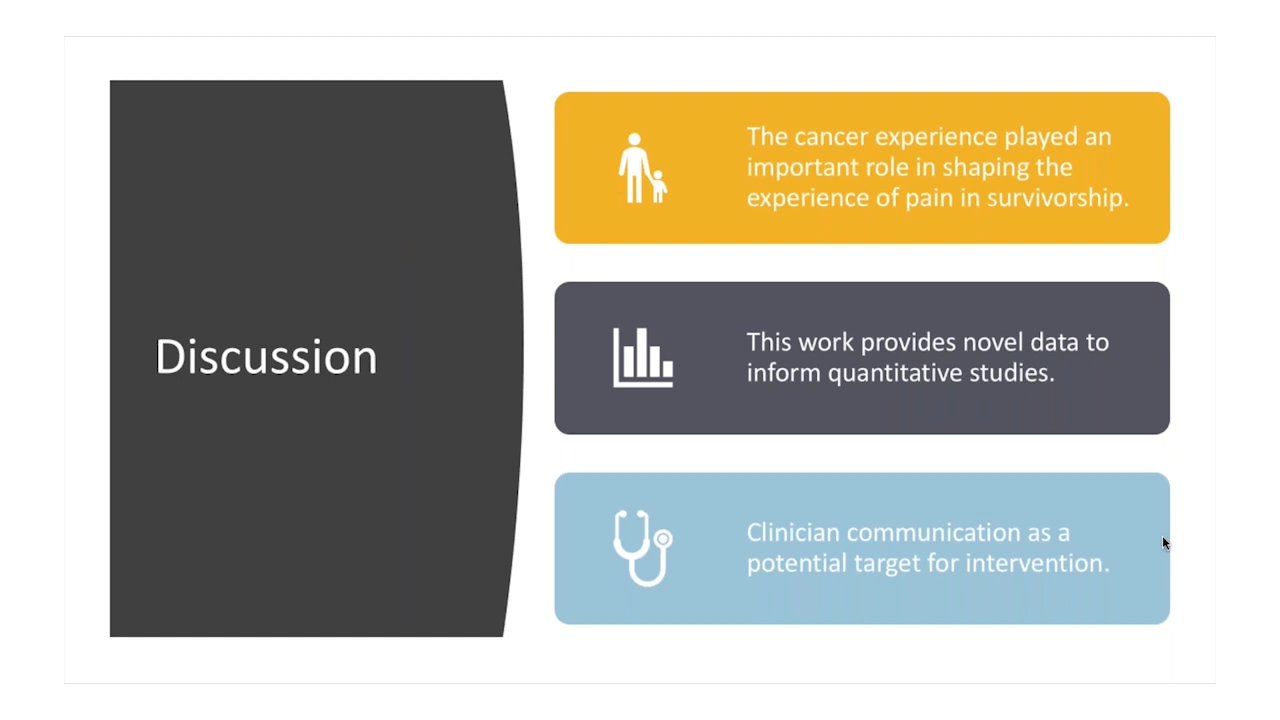 Discussion
The cancer experience played an
important role in shaping the
experience of pain in survivorship.
This work provides novel data to
inform quantitative studies.
Clinician communication as a
potential target for intervention.